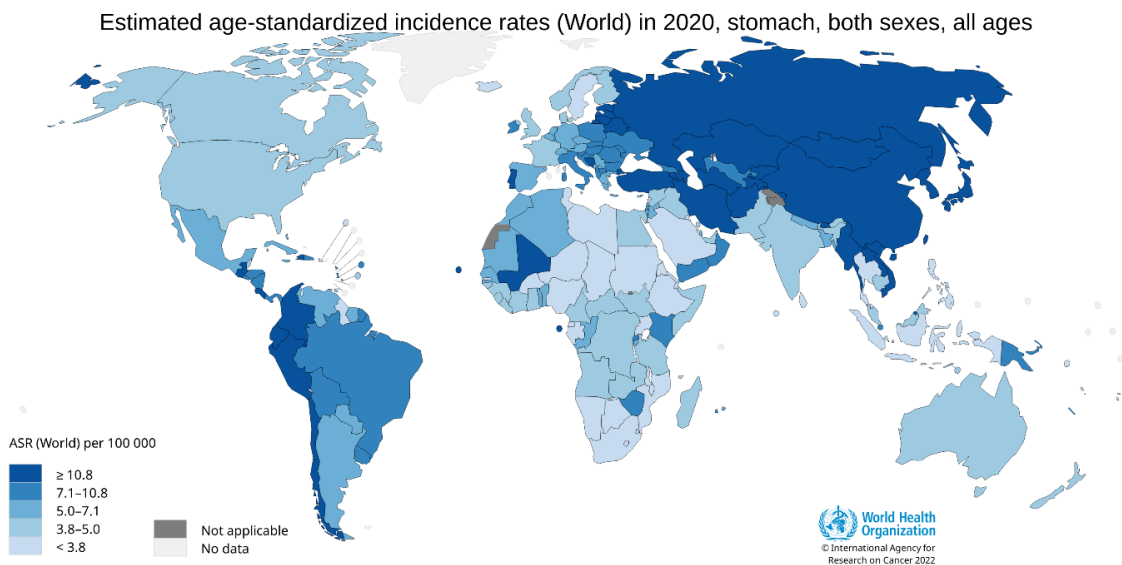 Estimated age-standardized incidence rates (World) in 2020, stomach, both sexes, all ages
ASR (World) per 100 000
≥ 10.8
7.1–10.8
5.0–7.1
3.8–5.0
< 3.8
Not applicable
No data
World Health
Organization
© International Agency for
Research on Cancer 2022